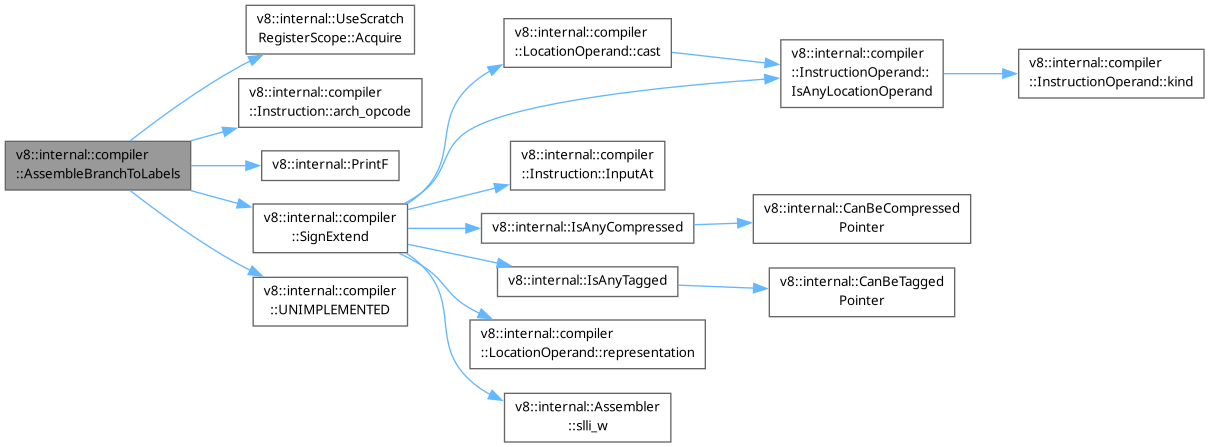 v8::internal::compiler
::AssembleBranchToLabels
v8::internal::UseScratch
RegisterScope::Acquire
v8::internal::compiler
::Instruction::arch_opcode
v8::internal::PrintF
v8::internal::compiler
::SignExtend
v8::internal::compiler
::UNIMPLEMENTED
v8::internal::compiler
::LocationOperand::cast
v8::internal::compiler
::Instruction::InputAt
v8::internal::IsAnyCompressed
v8::internal::IsAnyTagged
v8::internal::compiler
::LocationOperand::representation
v8::internal::Assembler
::slli_w
v8::internal::compiler
::InstructionOperand::
IsAnyLocationOperand
v8::internal::CanBeCompressed
Pointer
v8::internal::CanBeTagged
Pointer
v8::internal::compiler
::InstructionOperand::kind